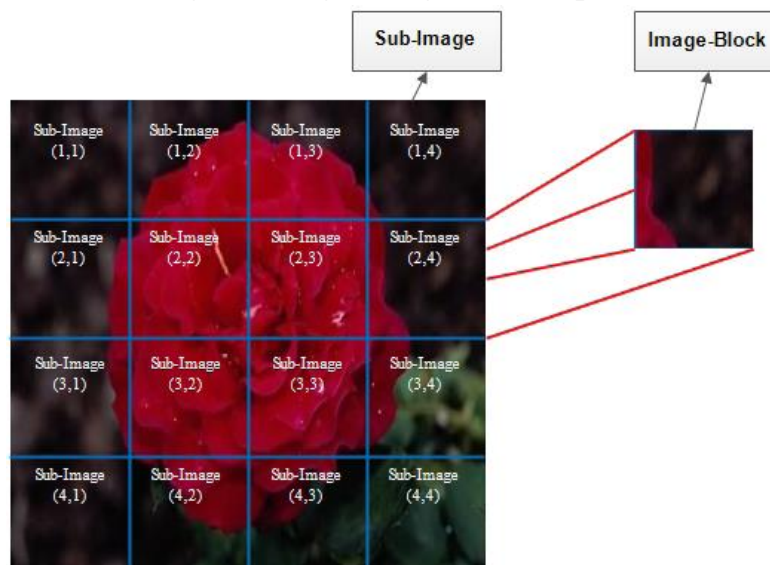 Sub-Image
Image-Block
Sub-Image
(1,1)
Sub-Image
(1,2)
Sub-Image
(1,3)
Sub-Image
(1,4)
Sub-Image
(2,1)
Sub-Image
(2,2)
Sub-Image
(2,3)
Sub-Image
(2,4)
Sub-Image
(3,1)
Sub-Image
(3,2)
Sub-Image
(3,3)
Sub-Image
(3,4)
Sub-Image
(4,1)
Sub-Image
(4,2)
Sub-Image
(4,3)
Sub-Image
(4,4)